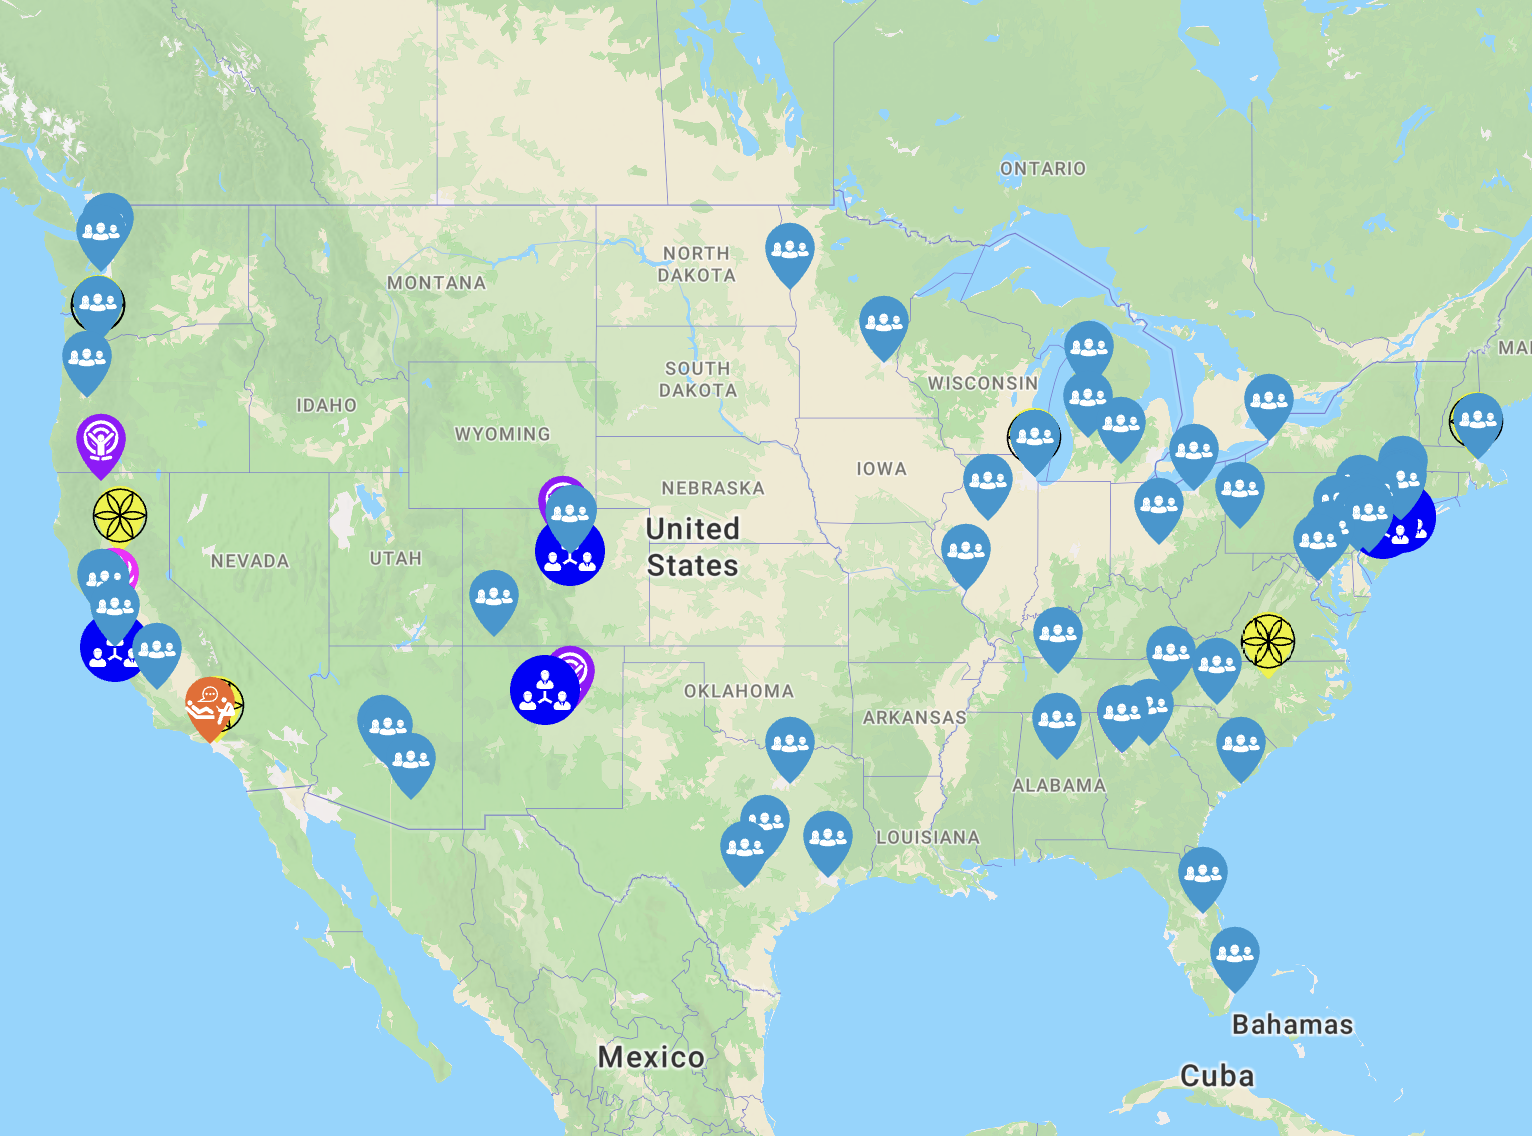 ONTARIO
NORTH
DAKOTA
MONTANA
MAI
SOUTH
DAKOTA
WISCONSIN
IDAHO
WYOMING
IOWA
NEBRASKA
United
States
NEVADA
UTAH
OKLAHOMA
ARKANSAS
ALABAMA
LOUISIANA
Bahamas
Mexico
Cuba